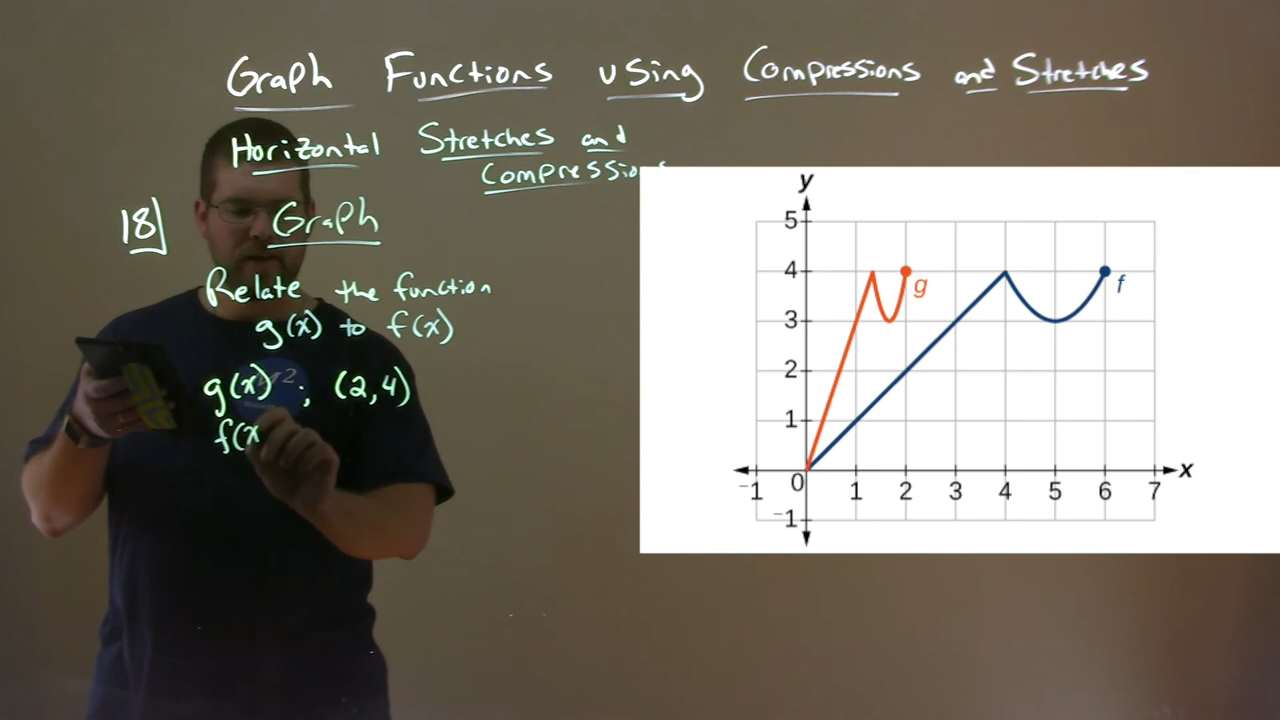 Graph Functions using Compressions and Stretches
Horizontal Stretches and
Compressions
18]
Graph
Relate the function
g(x) to f(x)
g(x) ; (2,4)
f(x
y
5
4
3
2
1
0
-1
-1 1 2 3 4 5 6 7 x
g
f